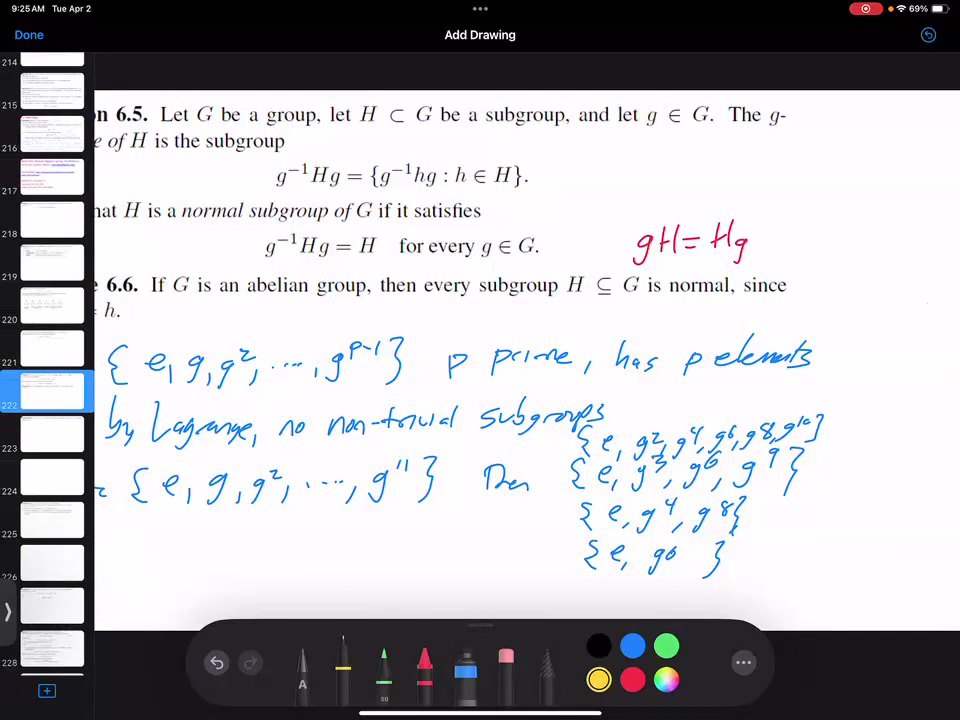 9:25 AM Tue Apr 2
69%
Done
Add Drawing
214
215
216
217
218
219
220
221
222
223
224
225
226
228
n 6.5. Let G be a group, let H ⊂ G be a subgroup, and let g ∈ G. The g-
e of H is the subgroup
g⁻¹Hg = {g⁻¹hg : h ∈ H}.
hat H is a normal subgroup of G if it satisfies
g⁻¹Hg = H for every g ∈ G.
gH = Hg
e 6.6. If G is an abelian group, then every subgroup H ⊆ G is normal, since
= h.
{ e, g, g², ..., g^{p-1} } p prime, has p elements
by Lagrange, no non-trivial subgroups
{ e, g², g⁴, g⁶, g⁸, g¹⁰ }
= { e, g, g², ..., g¹¹ } Then { e, g³, g⁶, g⁹ }
{ e, g⁴, g⁸ }
{ e, g⁶ }
A
50